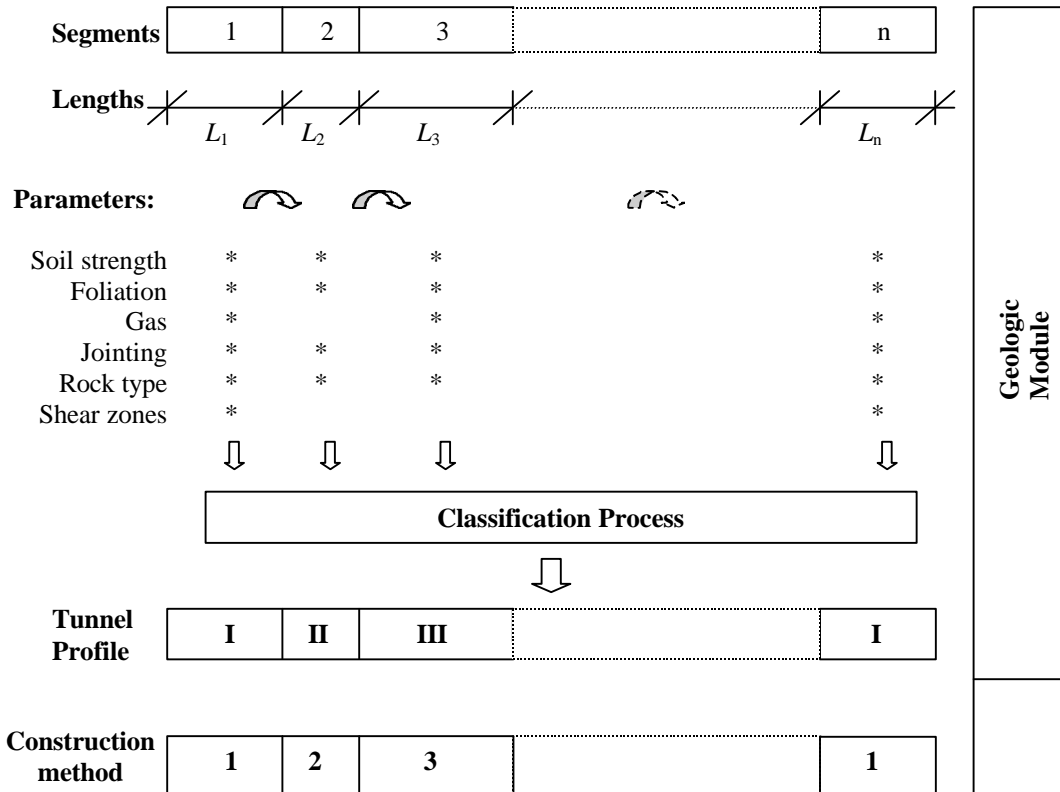 Segments 1 2 3 n
Lengths
L1 L2 L3 Ln
Parameters:
Soil strength * * * *
Foliation * * * *
Gas * * *
Jointing * * * *
Rock type * * * *
Shear zones * *
Classification Process
Tunnel
Profile
I II III I
Construction
method
1 2 3 1
Geologic
Module